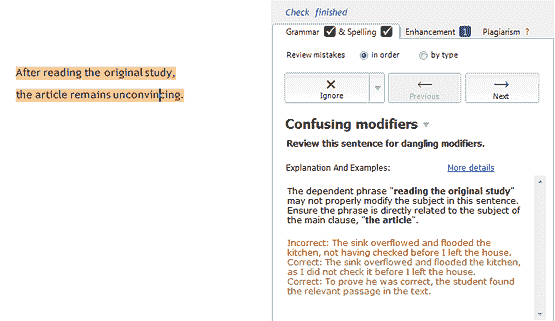 Check finished
Grammar & Spelling Enhancement 1 Plagiarism ?
Review mistakes in order by type
After reading the original study,
the article remains unconvincing.
Ignore Previous Next
Confusing modifiers
Review this sentence for dangling modifiers.
Explanation And Examples: More details
The dependent phrase "reading the original study"
may not properly modify the subject in this sentence.
Ensure the phrase is directly related to the subject of
the main clause, "the article".
Incorrect: The sink overflowed and flooded the
kitchen, not having checked before I left the house.
Correct: The sink overflowed and flooded the kitchen,
as I did not check it before I left the house.
Correct: To prove he was correct, the student found
the relevant passage in the text.